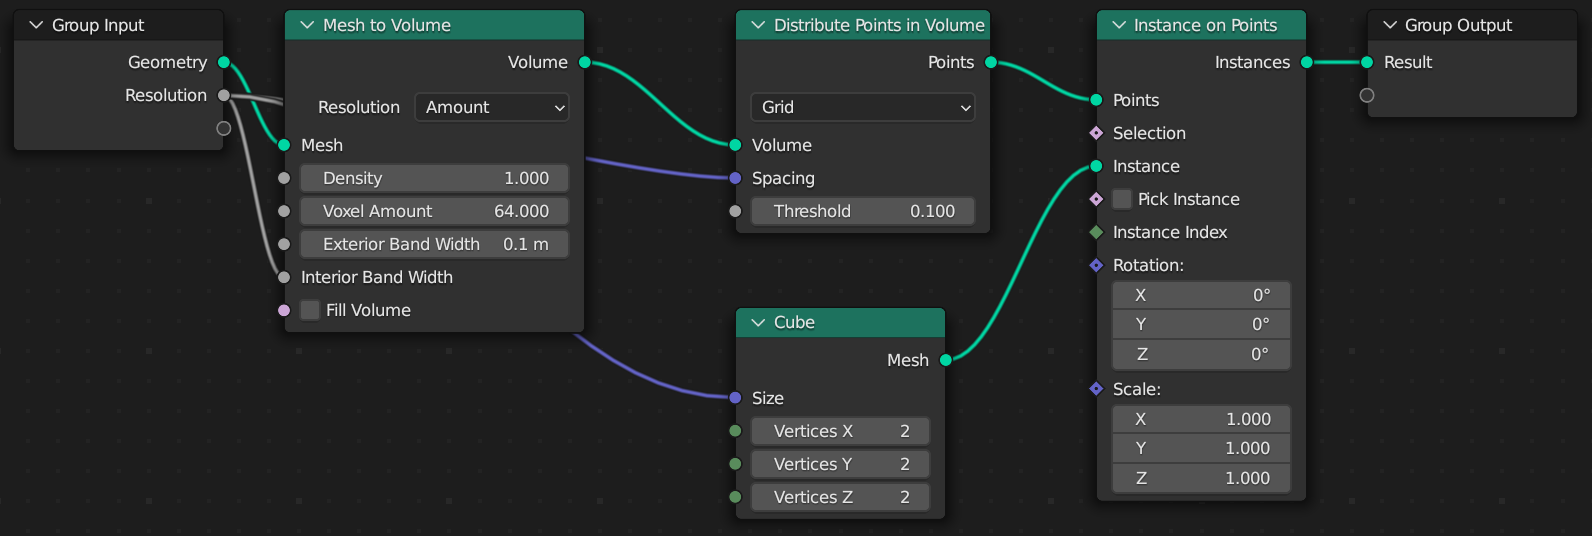 Group Input
Geometry
Resolution
Mesh to Volume
Volume
Resolution Amount
Mesh
Density 1.000
Voxel Amount 64.000
Exterior Band Width 0.1 m
Interior Band Width
Fill Volume
Distribute Points in Volume
Points
Grid
Volume
Spacing
Threshold 0.100
Cube
Mesh
Size
Vertices X 2
Vertices Y 2
Vertices Z 2
Instance on Points
Instances
Points
Selection
Instance
Pick Instance
Instance Index
Rotation:
X 0°
Y 0°
Z 0°
Scale:
X 1.000
Y 1.000
Z 1.000
Group Output
Result